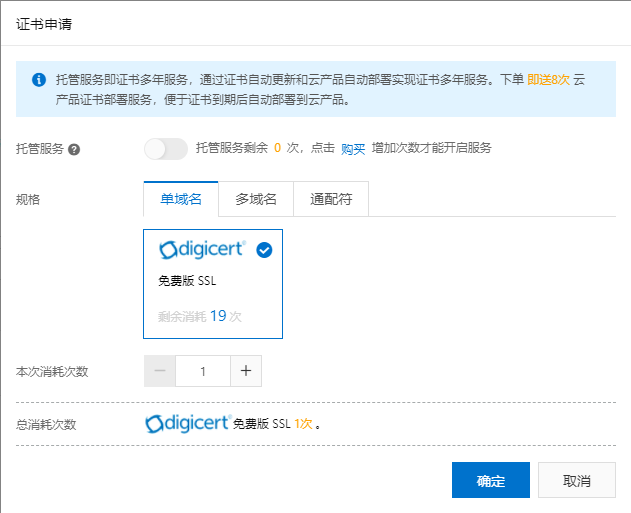 证书申请
托管服务即证书多年服务，通过证书自动更新和云产品自动部署实现证书多年服务。下单 即送8次 云
产品证书部署服务，便于证书到期后自动部署到云产品。
托管服务 ? 托管服务剩余 0 次，点击 购买 增加次数才能开启服务
规格 单域名 多域名 通配符
digicert
免费版 SSL
剩余消耗 19 次
本次消耗次数 − 1 +
总消耗次数 digicert 免费版 SSL 1次 。
确定 取消